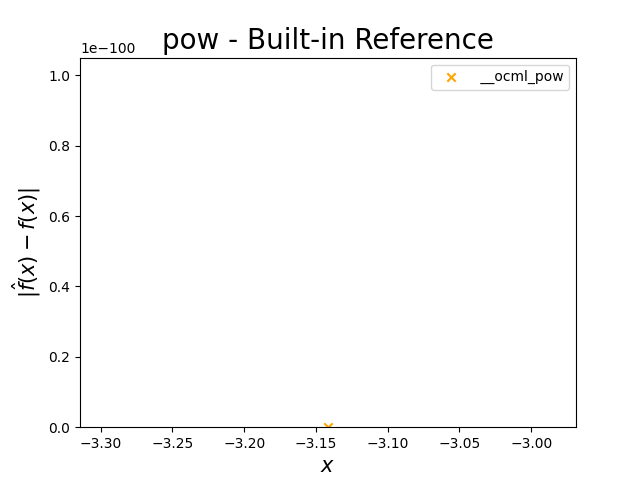 pow - Built-in Reference
1e−100
__ocml_pow
1.0
0.8
0.6
0.4
0.2
0.0
|f̂(x) − f(x)|
−3.30
−3.25
−3.20
−3.15
−3.10
−3.05
−3.00
x